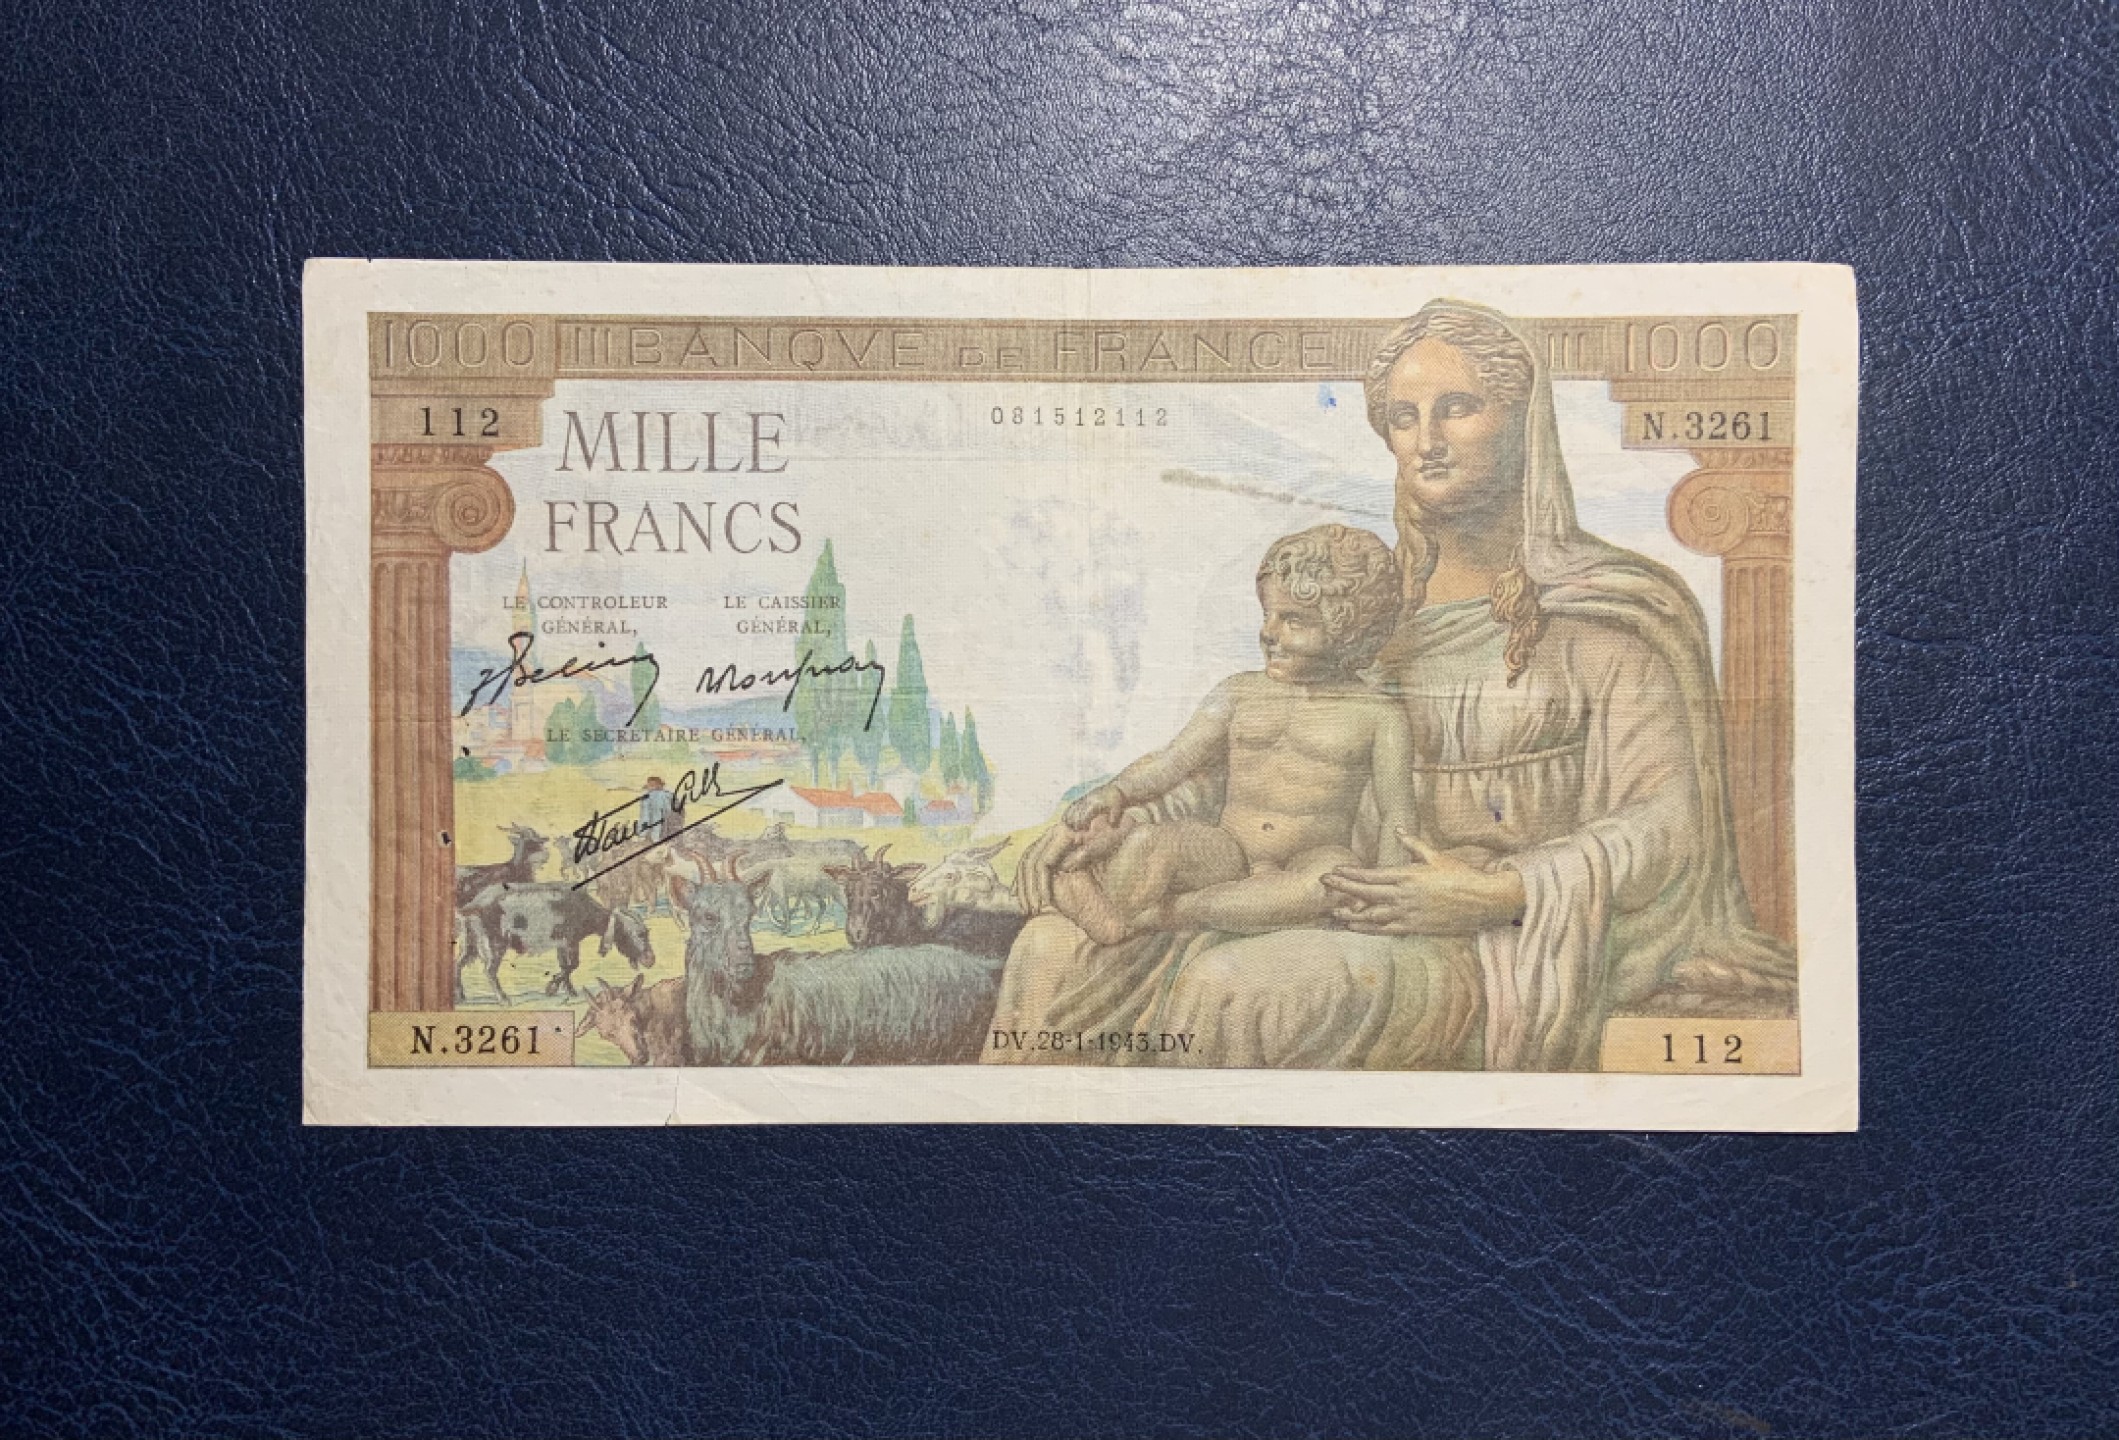 1000 BANQVE DE FRANCE 1000
112 081512112 N.3261
MILLE
FRANCS
LE CONTROLEUR GÉNÉRAL,
LE CAISSIER GÉNÉRAL,
LE SECRÉTAIRE GÉNÉRAL,
N.3261 DV.28-1-1943.DV. 112